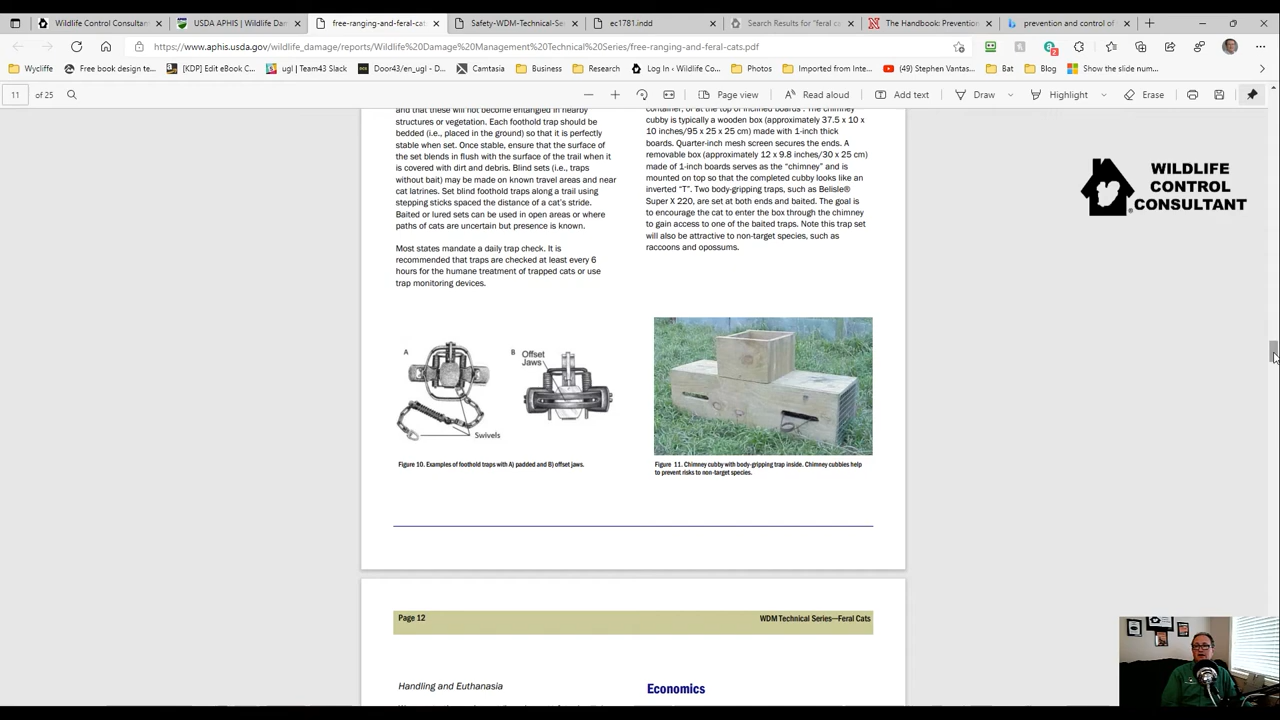 Wildlife Control Consultant
USDA APHIS | Wildlife Da
free-ranging-and-feral-cats
Safety-WDM-Technical-Se
ec1781.indd
Search Results for "feral c
The Handbook: Prevention
prevention and control of
https://www.aphis.usda.gov/wildlife_damage/reports/Wildlife%20Damage%20Management%20Technical%20Series/free-ranging-and-feral-cats.pdf
Wycliffe
Free book design te...
[KDP] Edit eBook C...
ugl | Team43 Slack
Door43/en_ugl - D...
Camtasia
Business
Research
Log In ‹ Wildlife Co...
Photos
Imported from Inte...
(49) Stephen Vantas...
Bat
Blog
Show the slide num...
11 of 25
Page view
Read aloud
Add text
Draw
Highlight
Erase
and that these will not become entangled in nearby
structures or vegetation. Each foothold trap should be
bedded (i.e., placed in the ground) so that it is perfectly
stable when set. Once stable, ensure that the surface of
the set blends in flush with the surface of the trail when it
is covered with dirt and debris. Blind sets (i.e., traps
without bait) may be made on known travel areas and near
cat latrines. Set blind foothold traps along a trail using
stepping sticks spaced the distance of a cat's stride.
Baited or lured sets can be used in open areas or where
paths of cats are uncertain but presence is known.
Most states mandate a daily trap check. It is
recommended that traps are checked at least every 6
hours for the humane treatment of trapped cats or use
trap monitoring devices.
A
B
Offset
Jaws
Swivels
Figure 10. Examples of foothold traps with A) padded and B) offset jaws.
container, or at the top of inclined boards . The chimney
cubby is typically a wooden box (approximately 37.5 x 10 x
10 inches/95 x 25 x 25 cm) made with 1-inch thick
boards. Quarter-inch mesh screen secures the ends. A
removable box (approximately 12 x 9.8 inches/30 x 25 cm)
made of 1-inch boards serves as the "chimney" and is
mounted on top so that the completed cubby looks like an
inverted "T". Two body-gripping traps, such as Belisle®
Super X 220, are set at both ends and baited. The goal is
to encourage the cat to enter the box through the chimney
to gain access to one of the baited traps. Note this trap set
will also be attractive to non-target species, such as
raccoons and opossums.
Figure 11. Chimney cubby with body-gripping trap inside. Chimney cubbies help
to prevent risks to non-target species.
WILDLIFE
CONTROL
CONSULTANT
Page 12
WDM Technical Series—Feral Cats
Handling and Euthanasia
Economics